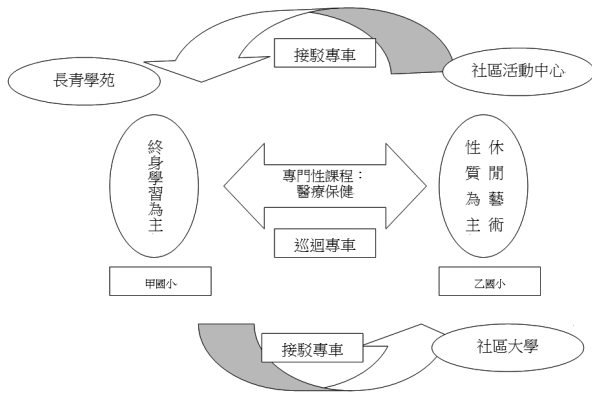 接駁專車
長青學苑
社區活動中心
終身學習為主
專門性課程：
醫療保健
休閒藝術
性質為主
巡迴專車
甲國小
乙國小
接駁專車
社區大學